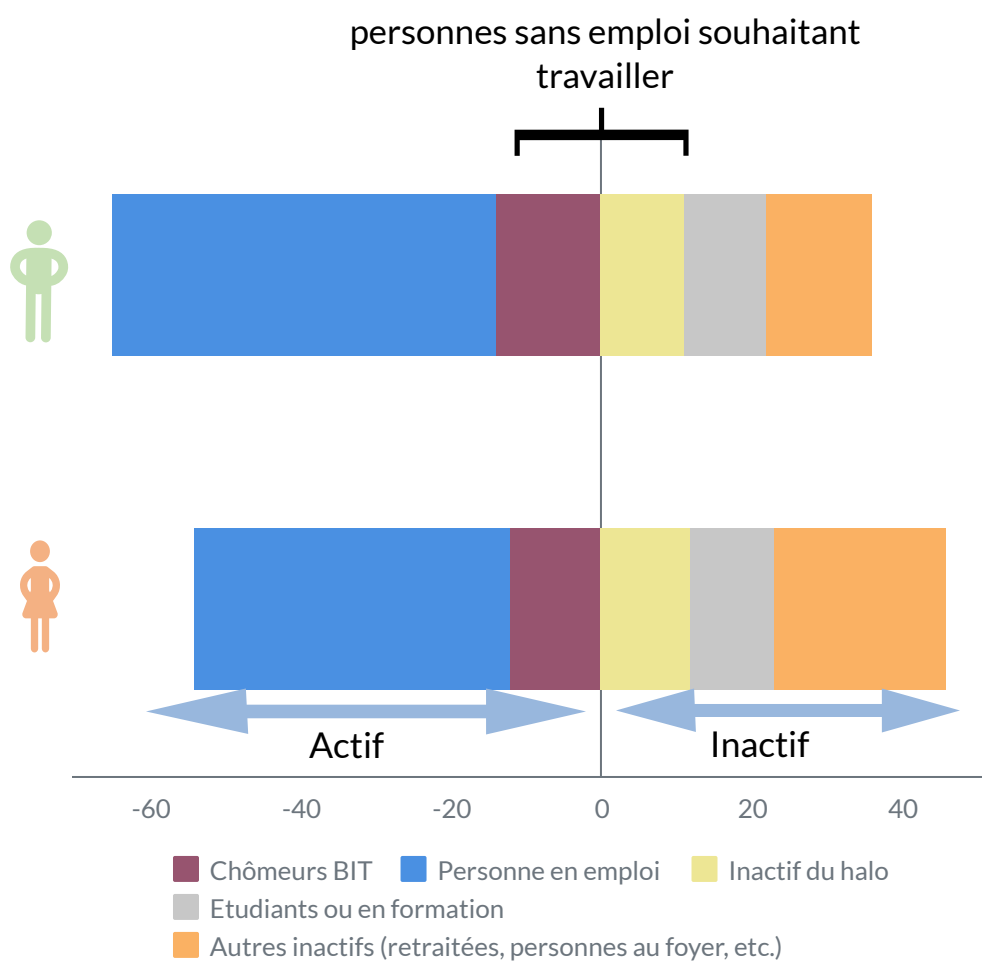 personnes sans emploi souhaitant
travailler
Actif
Inactif
-60 -40 -20 0 20 40
Chômeurs BIT Personne en emploi Inactif du halo
Etudiants ou en formation
Autres inactifs (retraitées, personnes au foyer, etc.)